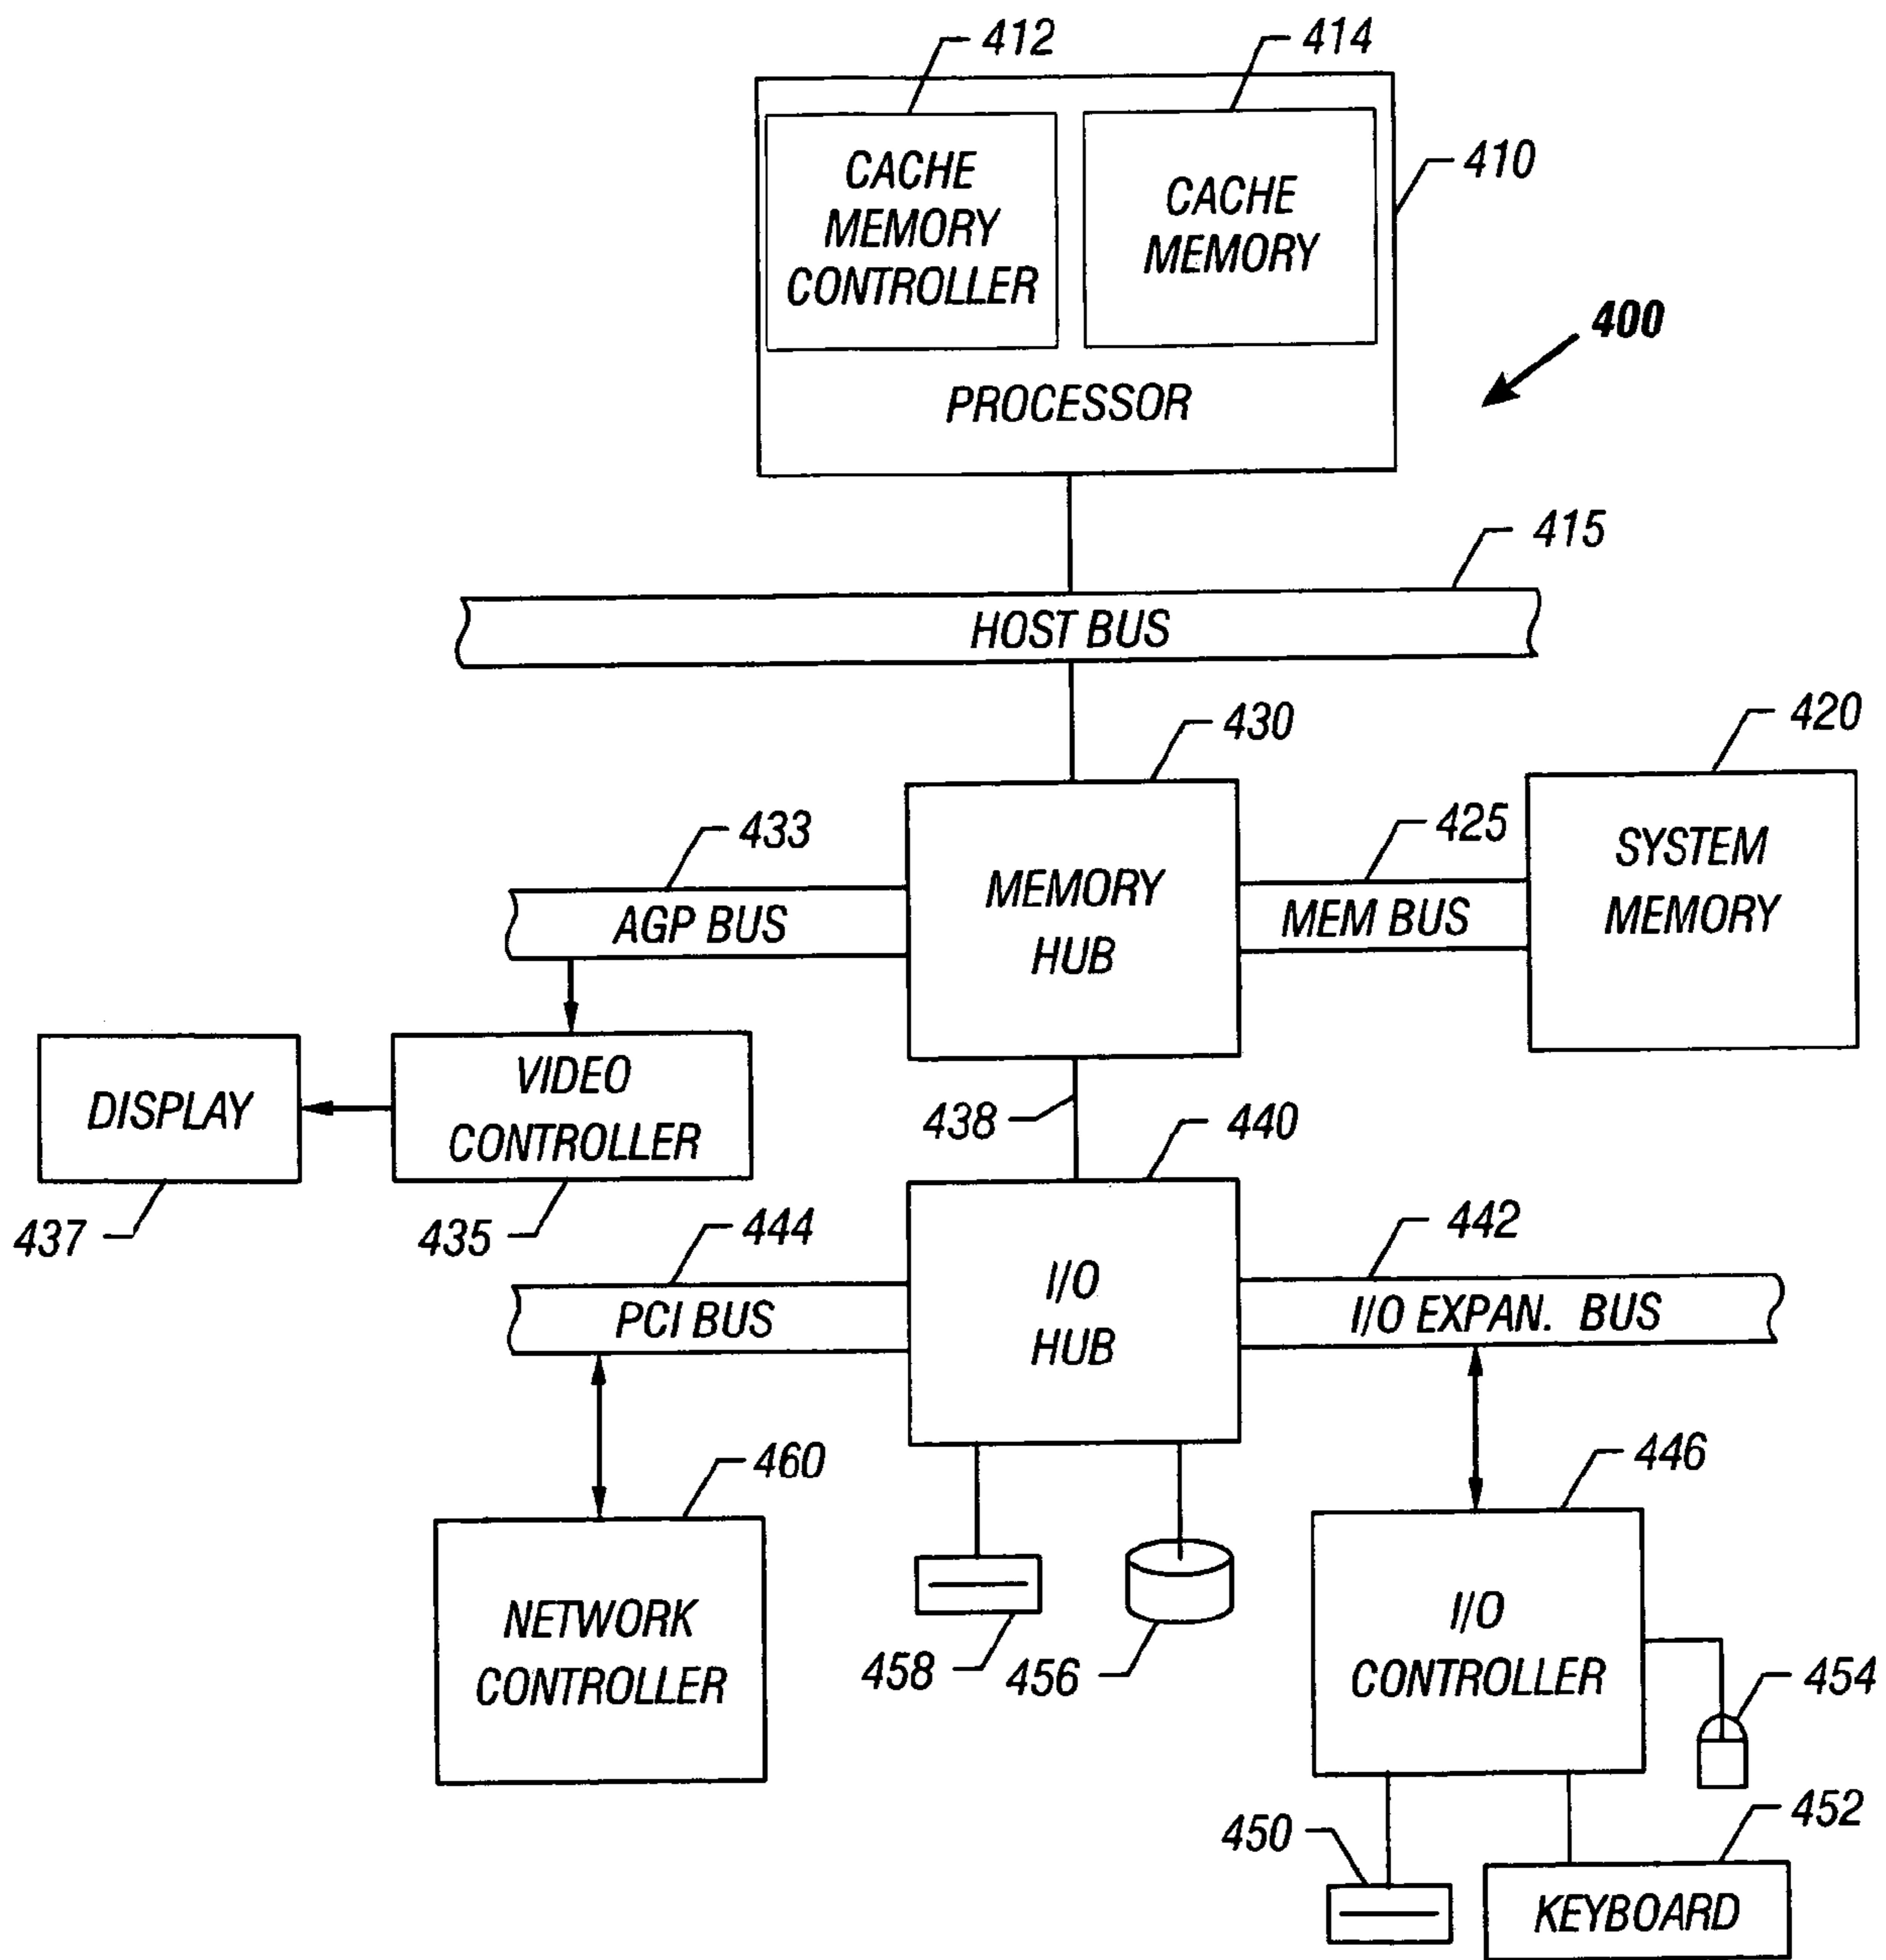 412
414
CACHE
MEMORY
CONTROLLER
CACHE
MEMORY
410
PROCESSOR
400
415
HOST BUS
430
420
433
425
AGP BUS
MEMORY
HUB
MEM BUS
SYSTEM
MEMORY
DISPLAY
VIDEO
CONTROLLER
438
440
437
435
444
442
PCI BUS
I/O
HUB
I/O EXPAN. BUS
460
446
NETWORK
CONTROLLER
458
456
I/O
CONTROLLER
454
450
452
KEYBOARD